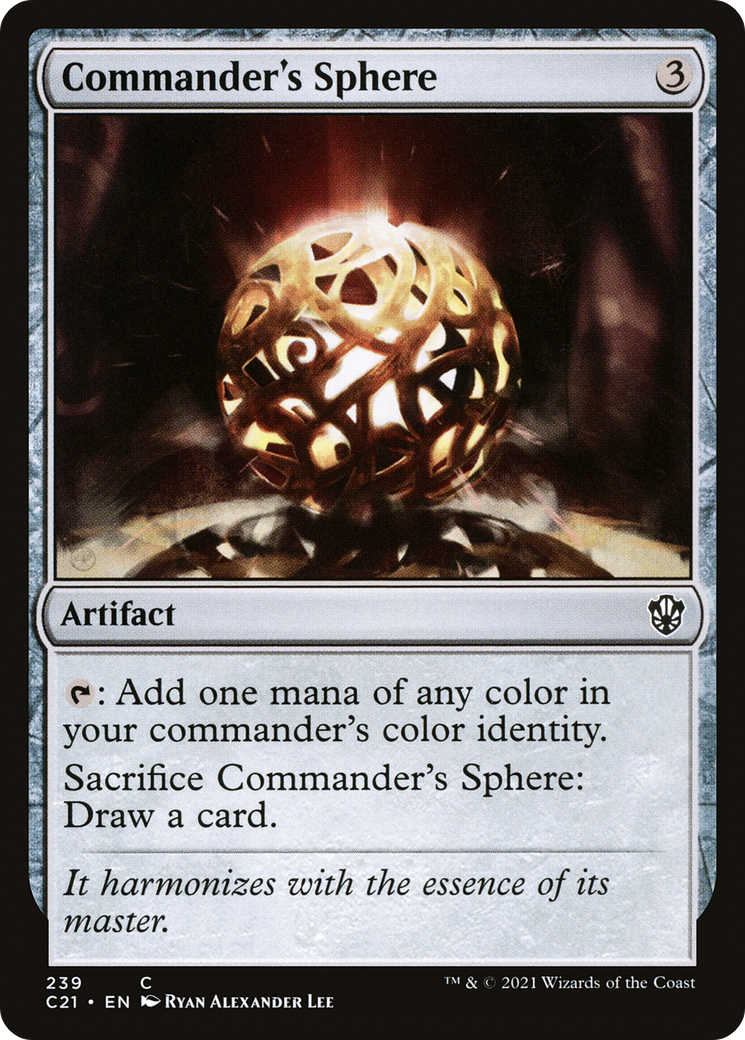 Commander's Sphere 3
Artifact
: Add one mana of any color in
your commander's color identity.
Sacrifice Commander's Sphere:
Draw a card.
It harmonizes with the essence of its
master.
239 C
™ & © 2021 Wizards of the Coast
C21 • EN Ryan Alexander Lee